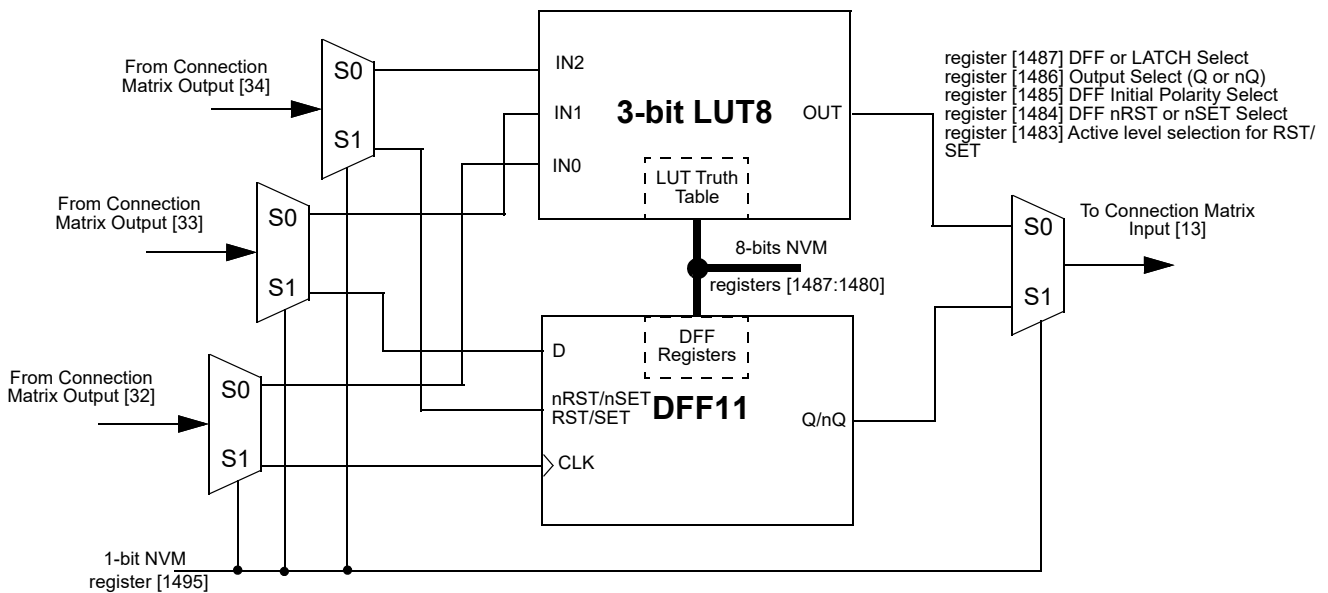 From Connection
Matrix Output [34]
S0
S1
From Connection
Matrix Output [33]
S0
S1
From Connection
Matrix Output [32]
S0
S1
1-bit NVM
register [1495]
IN2
IN1
IN0
3-bit LUT8
OUT
LUT Truth
Table
8-bits NVM
registers [1487:1480]
DFF
Registers
D
nRST/nSET
RST/SET
DFF11
CLK
Q/nQ
register [1487] DFF or LATCH Select
register [1486] Output Select (Q or nQ)
register [1485] DFF Initial Polarity Select
register [1484] DFF nRST or nSET Select
register [1483] Active level selection for RST/
SET
S0
S1
To Connection Matrix
Input [13]